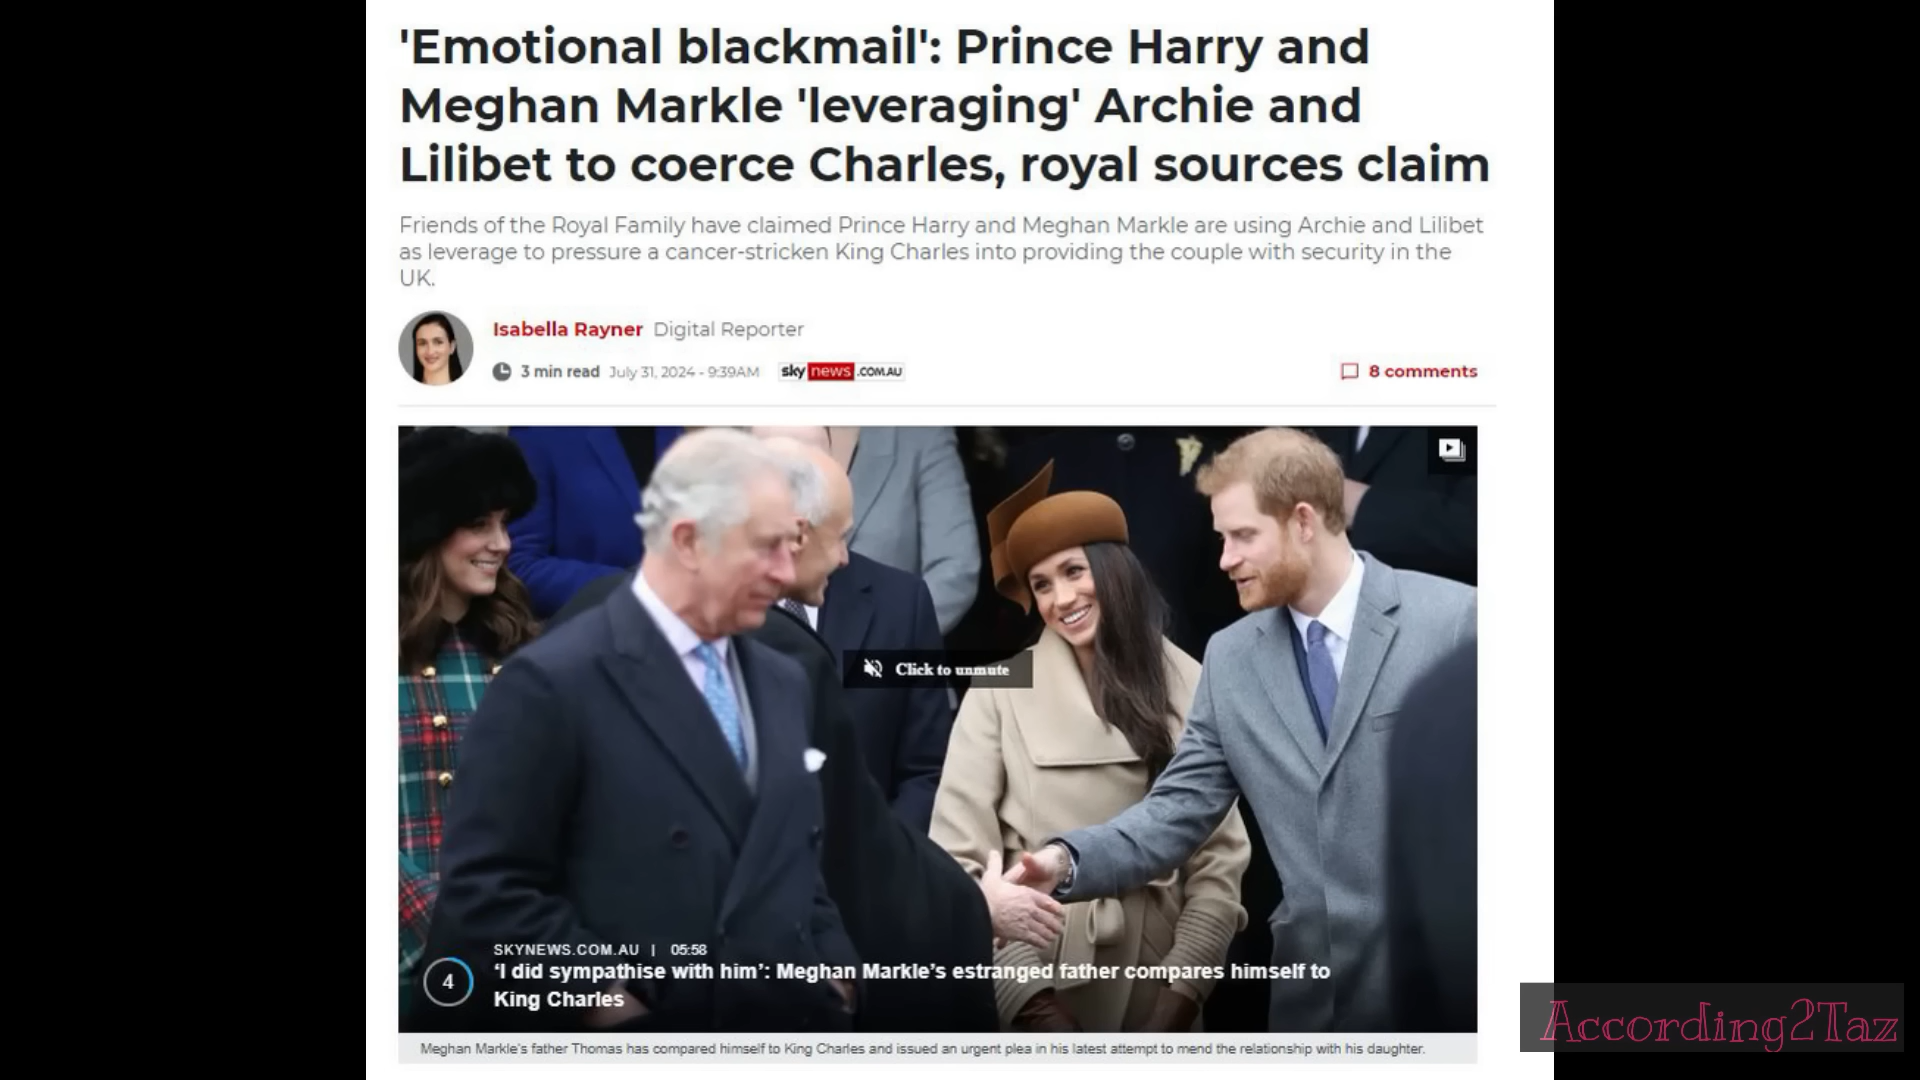 'Emotional blackmail': Prince Harry and
Meghan Markle 'leveraging' Archie and
Lilibet to coerce Charles, royal sources claim
Friends of the Royal Family have claimed Prince Harry and Meghan Markle are using Archie and Lilibet
as leverage to pressure a cancer-stricken King Charles into providing the couple with security in the
UK.
Isabella Rayner Digital Reporter
3 min read July 31, 2024 - 9:39AM sky news .COM.AU
8 comments
Click to unmute
SKYNEWS.COM.AU | 05:58
4
‘I did sympathise with him’: Meghan Markle’s estranged father compares himself to
King Charles
Meghan Markle's father Thomas has compared himself to King Charles and issued an urgent plea in his latest attempt to mend the relationship with his daughter.
According2Taz